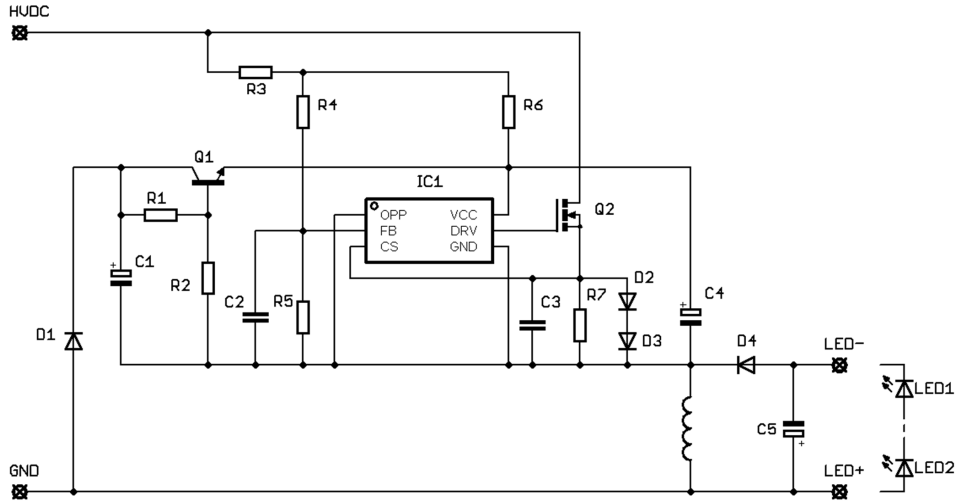 HVDC
R3
R4
R6
Q1
IC1
R1
OPP
VCC
Q2
FB
DRV
CS
GND
+
C1
R2
C2
R5
C3
R7
D2
+
C4
D1
D3
D4
LED-
LED1
C5
+
GND
LED+
LED2